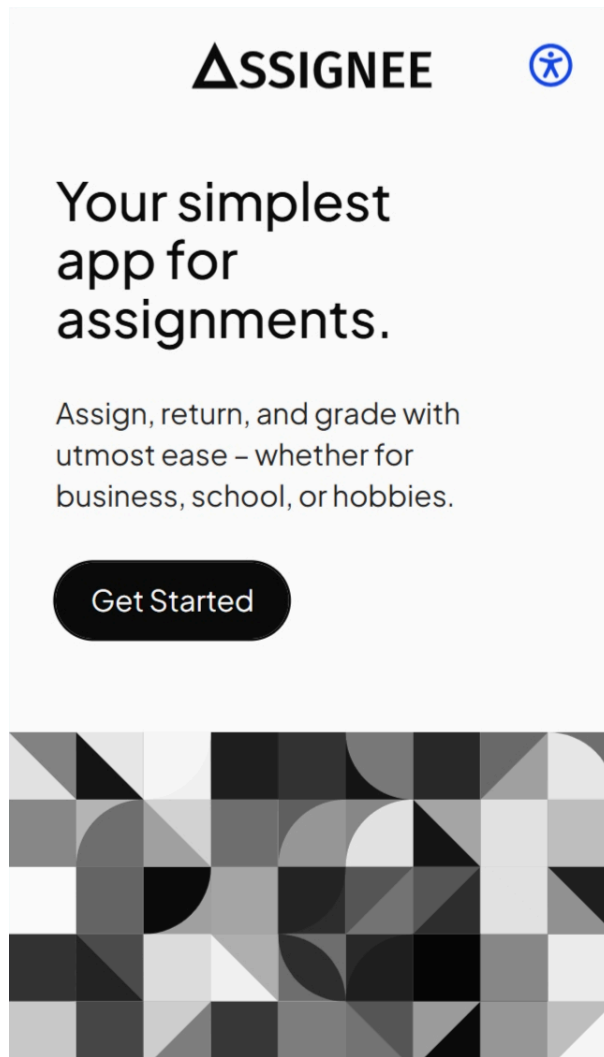 ASSIGNEE
Your simplest
app for
assignments.
Assign, return, and grade with
utmost ease – whether for
business, school, or hobbies.
Get Started